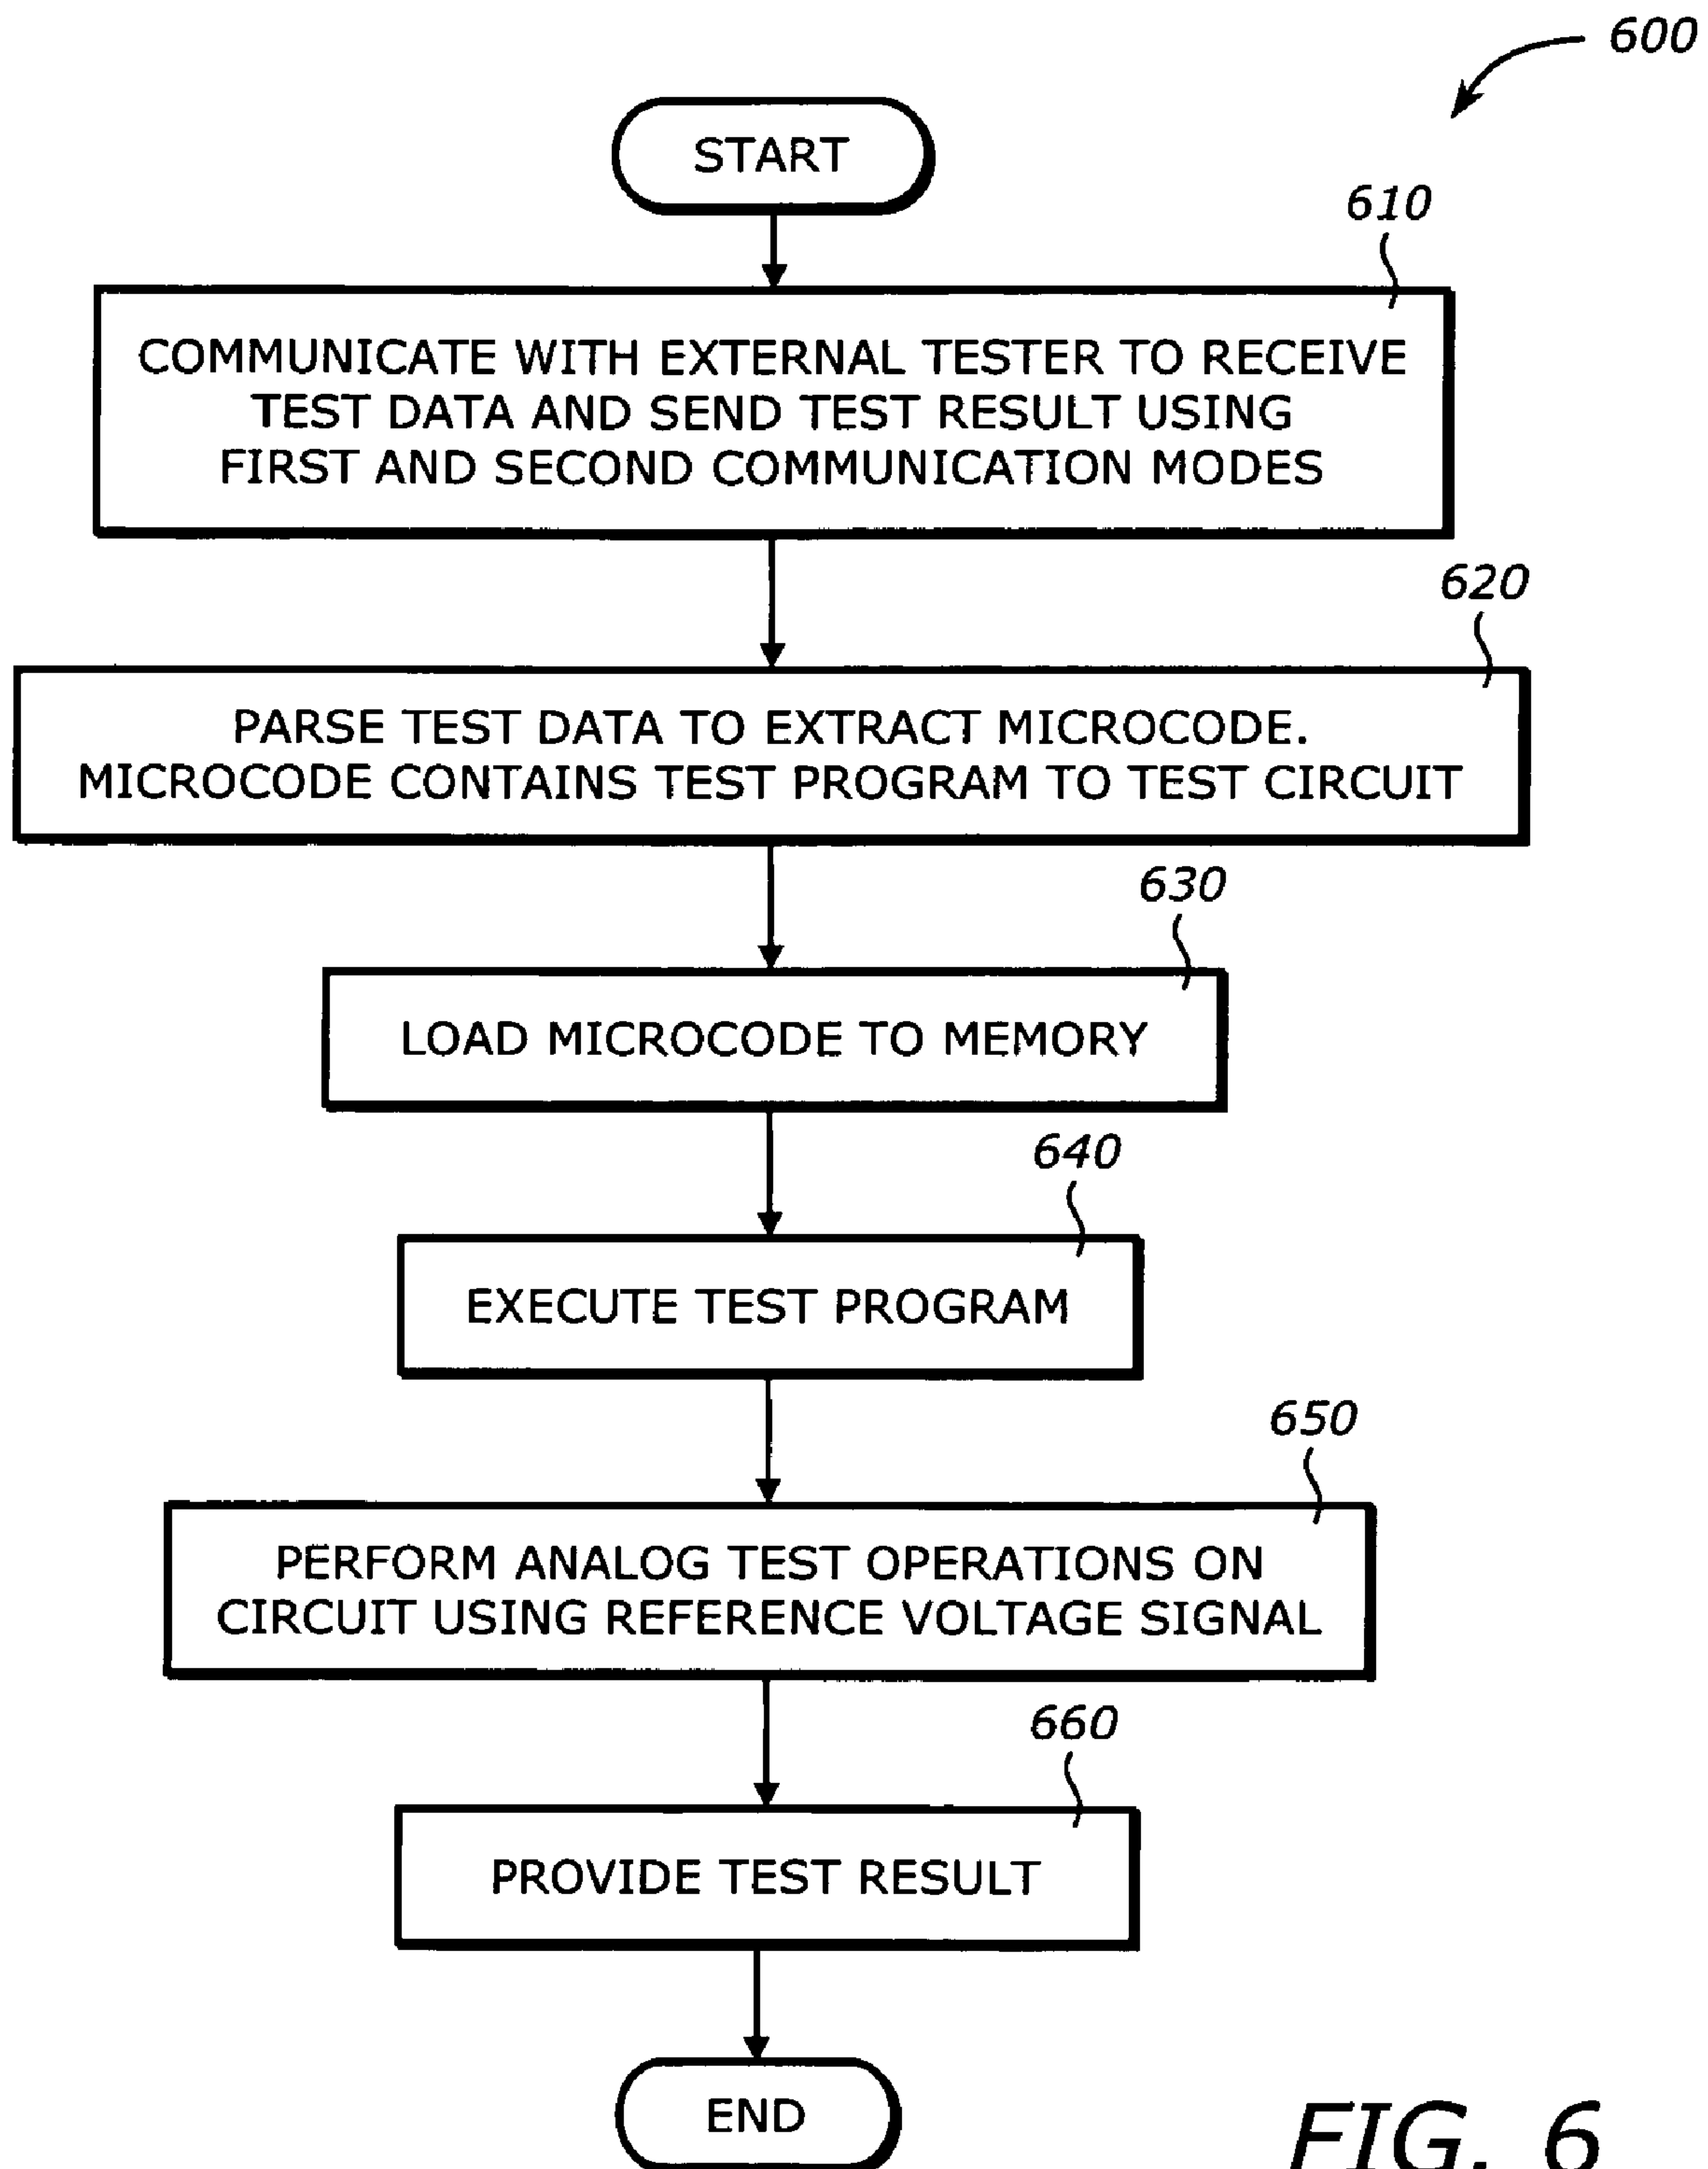 600
START
610
COMMUNICATE WITH EXTERNAL TESTER TO RECEIVE
TEST DATA AND SEND TEST RESULT USING
FIRST AND SECOND COMMUNICATION MODES
620
PARSE TEST DATA TO EXTRACT MICROCODE.
MICROCODE CONTAINS TEST PROGRAM TO TEST CIRCUIT
630
LOAD MICROCODE TO MEMORY
640
EXECUTE TEST PROGRAM
650
PERFORM ANALOG TEST OPERATIONS ON
CIRCUIT USING REFERENCE VOLTAGE SIGNAL
660
PROVIDE TEST RESULT
END
FIG. 6